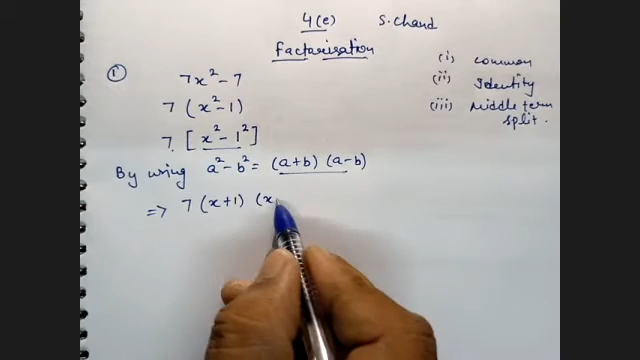 4(e) S.Chand
Factorisation
(i) Common
(ii) Identity
(iii) Middle term
split.
① 7x² - 7
7 (x² - 1)
7 [x² - 1²]
By using a² - b² = (a+b) (a-b)
=> 7 (x+1) (x